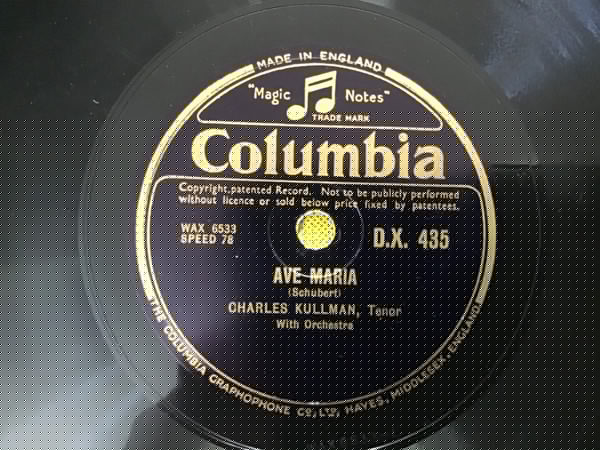 MADE IN ENGLAND
"Magic Notes"
TRADE MARK
Columbia
Copyright, patented Record. Not to be publicly performed
without licence or sold below price fixed by patentees.
WAX 6533
SPEED 78
D.X. 435
AVE MARIA
(Schubert)
CHARLES KULLMAN, Tenor
With Orchestra
THE COLUMBIA GRAPHOPHONE CO., LTD., HAYES, MIDDLESEX, ENGLAND